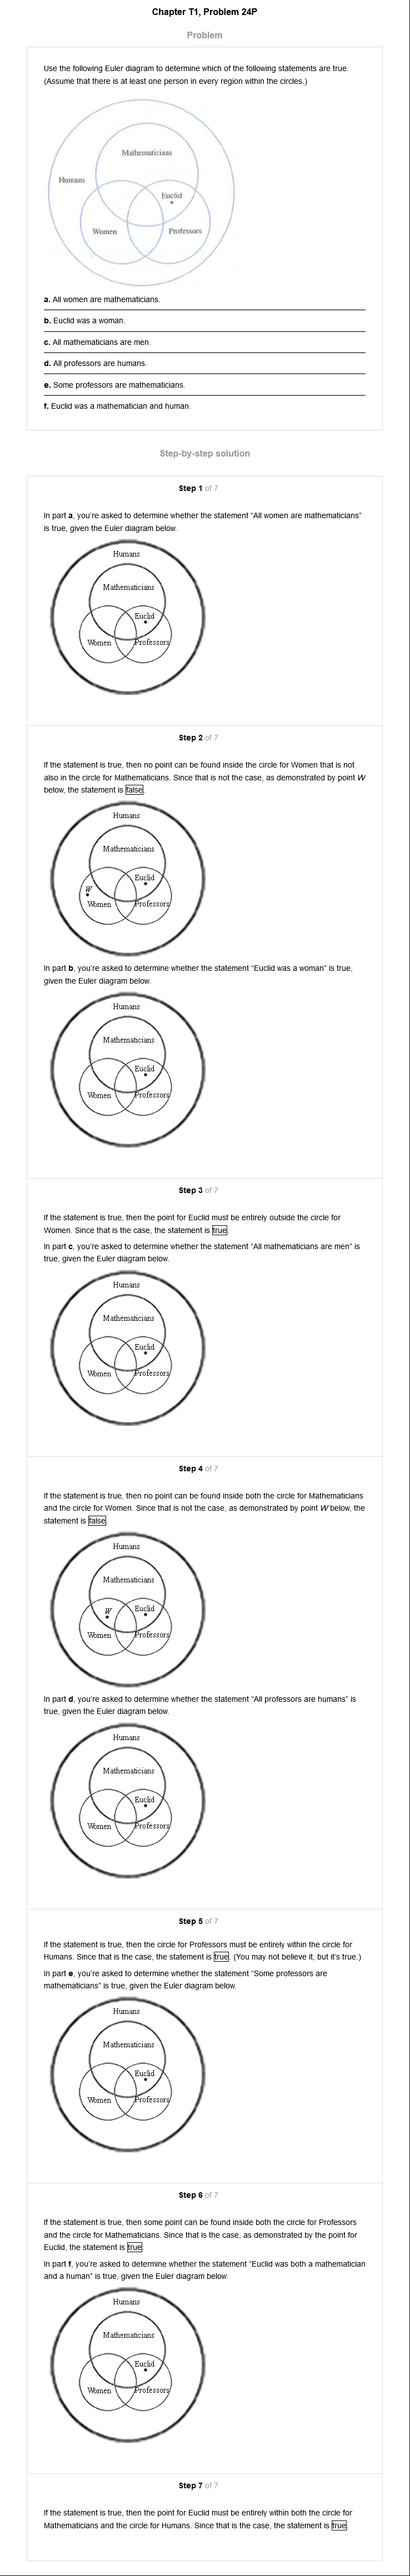 Chapter T1, Problem 24P
Problem
Use the following Euler diagram to determine which of the following statements are true.
(Assume that there is at least one person in every region within the circles.)
Mathematicians
Humans
Euclid
Women
Professors
a. All women are mathematicians.
b. Euclid was a woman.
c. All mathematicians are men.
d. All professors are humans.
e. Some professors are mathematicians.
f. Euclid was a mathematician and human.
Step-by-step solution
Step 1 of 7
In part a, you're asked to determine whether the statement "All women are mathematicians"
is true, given the Euler diagram below.
Humans
Mathematicians
Euclid
Women
Professors
Step 2 of 7
If the statement is true, then no point can be found inside the circle for Women that is not
also in the circle for Mathematicians. Since that is not the case, as demonstrated by point W
below, the statement is false.
Humans
Mathematicians
Euclid
W
Women
Professors
In part b, you're asked to determine whether the statement "Euclid was a woman" is true,
given the Euler diagram below.
Humans
Mathematicians
Euclid
Women
Professors
Step 3 of 7
If the statement is true, then the point for Euclid must be entirely outside the circle for
Women. Since that is the case, the statement is true.
In part c, you're asked to determine whether the statement "All mathematicians are men" is
true, given the Euler diagram below.
Humans
Mathematicians
Euclid
Women
Professors
Step 4 of 7
If the statement is true, then no point can be found inside both the circle for Mathematicians
and the circle for Women. Since that is not the case, as demonstrated by point W below, the
statement is false.
Humans
Mathematicians
W
Euclid
Women
Professors
In part d, you're asked to determine whether the statement "All professors are humans" is
true, given the Euler diagram below.
Humans
Mathematicians
Euclid
Women
Professors
Step 5 of 7
If the statement is true, then the circle for Professors must be entirely within the circle for
Humans. Since that is the case, the statement is true. (You may not believe it, but it's true.)
In part e, you're asked to determine whether the statement "Some professors are
mathematicians" is true, given the Euler diagram below.
Humans
Mathematicians
Euclid
Women
Professors
Step 6 of 7
If the statement is true, then some point can be found inside both the circle for Professors
and the circle for Mathematicians. Since that is the case, as demonstrated by the point for
Euclid, the statement is true.
In part f, you're asked to determine whether the statement "Euclid was both a mathematician
and a human" is true, given the Euler diagram below.
Humans
Mathematicians
Euclid
Women
Professors
Step 7 of 7
If the statement is true, then the point for Euclid must be entirely within both the circle for
Mathematicians and the circle for Humans. Since that is the case, the statement is true.